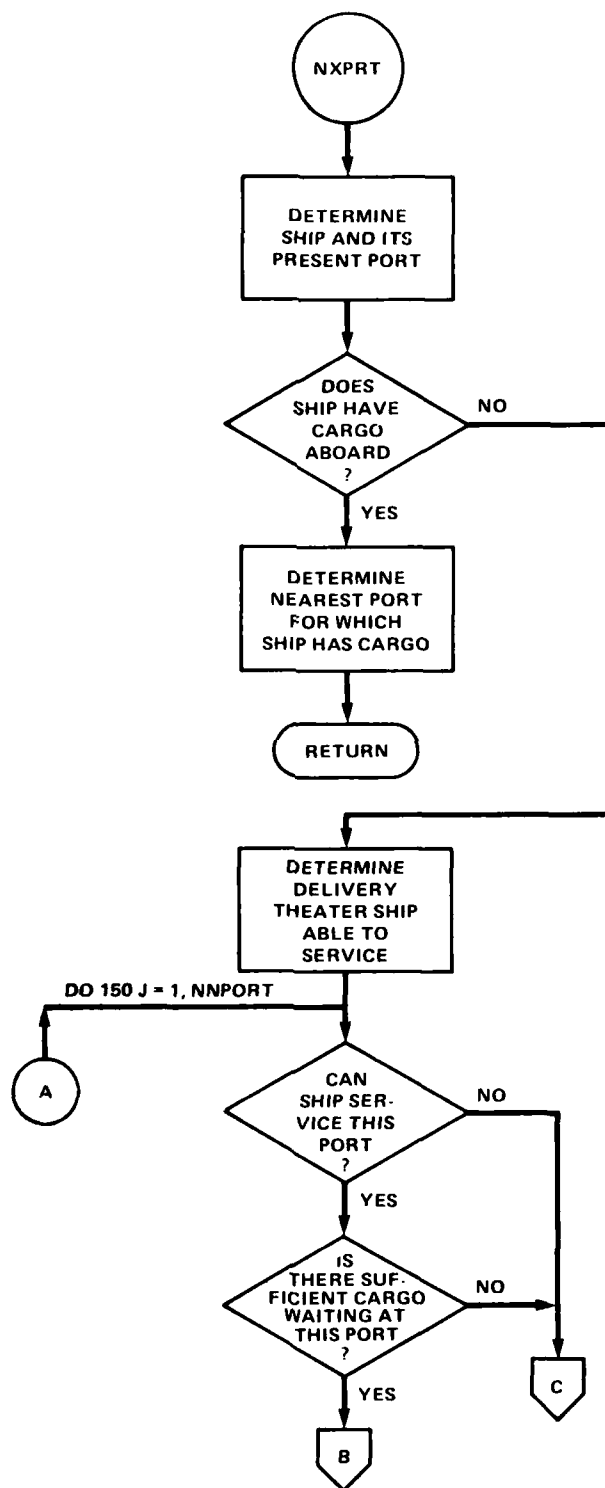 NXPRT
DETERMINE
SHIP AND ITS
PRESENT PORT
DOES
SHIP HAVE
CARGO
ABOARD
?
NO
YES
DETERMINE
NEAREST PORT
FOR WHICH
SHIP HAS CARGO
RETURN
DETERMINE
DELIVERY
THEATER SHIP
ABLE TO
SERVICE
DO 150 J = 1, NNPORT
A
CAN
SHIP SER-
VICE THIS
PORT
?
NO
YES
IS
THERE SUF-
FICIENT CARGO
WAITING AT
THIS PORT
?
NO
YES
C
B